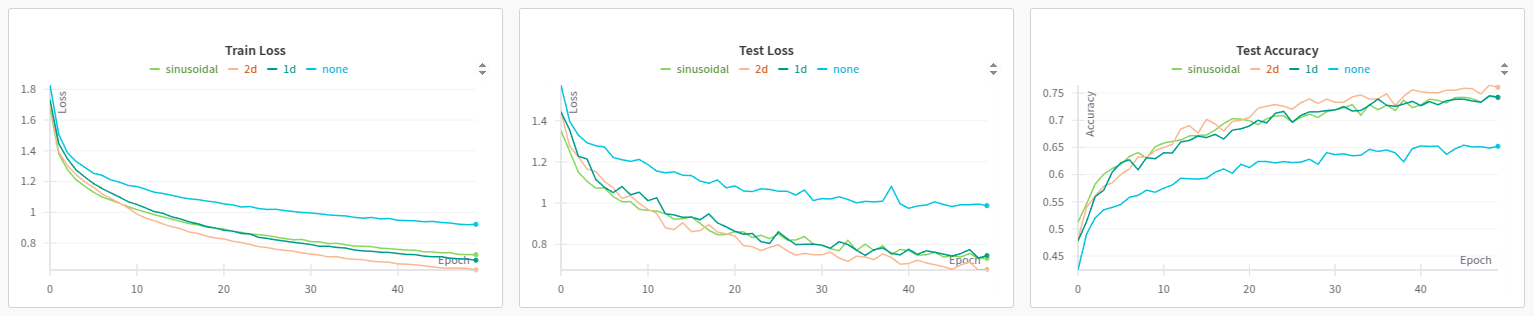 Train Loss
sinusoidal 2d 1d none
Loss
1.8
1.6
1.4
1.2
1
0.8
Epoch
0 10 20 30 40
Test Loss
sinusoidal 2d 1d none
Loss
1.4
1.2
1
0.8
Epoch
0 10 20 30 40
Test Accuracy
sinusoidal 2d 1d none
Accuracy
0.75
0.7
0.65
0.6
0.55
0.5
0.45
Epoch
0 10 20 30 40